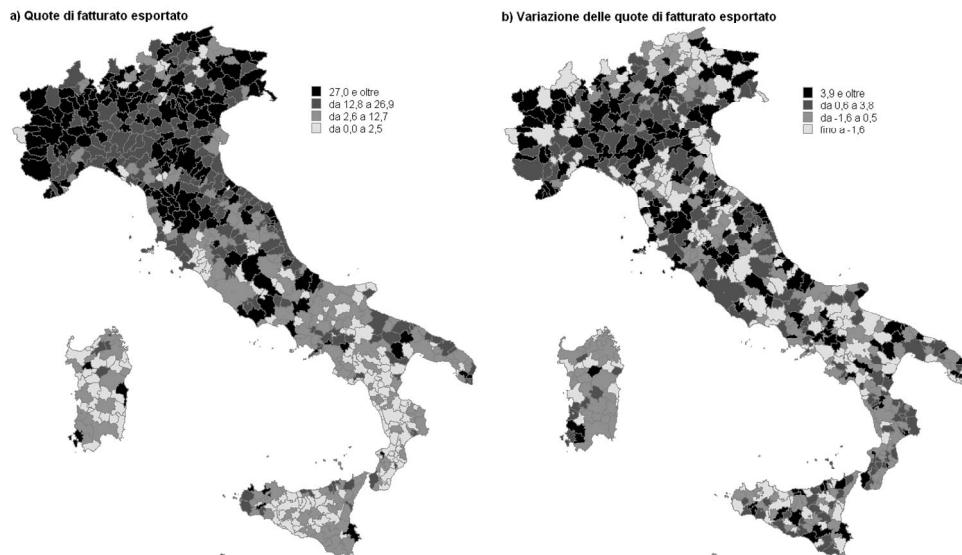 a) Quote di fatturato esportato
27,0 e oltre
da 12,8 a 26,9
da 2,6 a 12,7
da 0,0 a 2,5
b) Variazione delle quote di fatturato esportato
3,9 e oltre
da 0,6 a 3,8
da -1,6 a 0,5
fino a -1,6